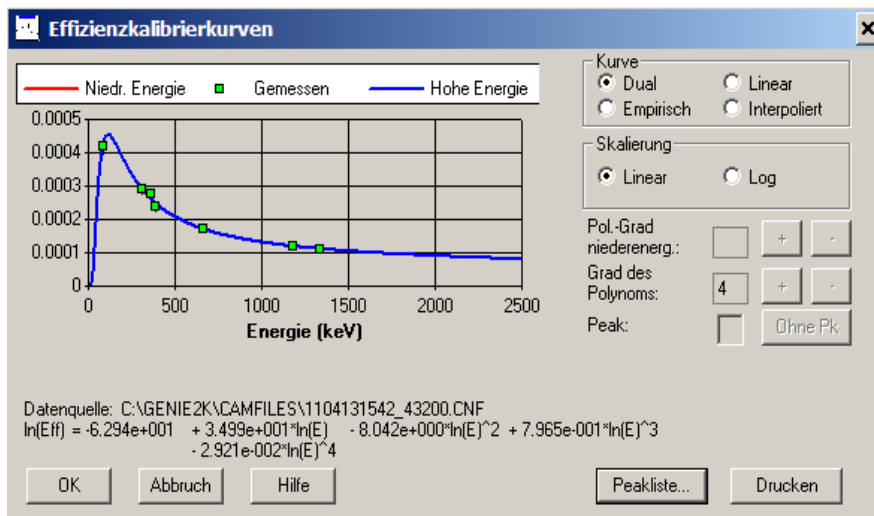 Effizienzkalibrierkurven
Niedr. Energie Gemessen Hohe Energie
0.0005
0.0004
0.0003
0.0002
0.0001
0
0 500 1000 1500 2000 2500
Energie (keV)
Kurve
Dual Linear
Empirisch Interpoliert
Skalierung
Linear Log
Pol.-Grad
niederenerg.: + -
Grad des
Polynoms: 4 + -
Peak: Ohne Pk
Datenquelle: C:\GENIE2K\CAMFILES\1104131542_43200.CNF
ln(Eff) = -6.294e+001 + 3.499e+001*ln(E) - 8.042e+000*ln(E)^2 + 7.965e-001*ln(E)^3
- 2.921e-002*ln(E)^4
OK Abbruch Hilfe Peakliste... Drucken